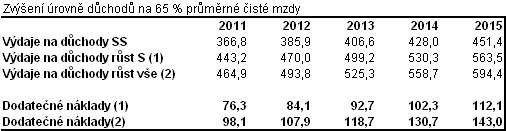 Zvýšení úrovně důchodů na 65 % průměrné čisté mzdy
2011 2012 2013 2014 2015
Výdaje na důchody SS 366,8 385,9 406,6 428,0 451,4
Výdaje na důchody růst S (1) 443,2 470,0 499,2 530,3 563,5
Výdaje na důchody růst vše (2) 464,9 493,8 525,3 558,7 594,4
Dodatečné náklady (1) 76,3 84,1 92,7 102,3 112,1
Dodatečné náklady(2) 98,1 107,9 118,7 130,7 143,0